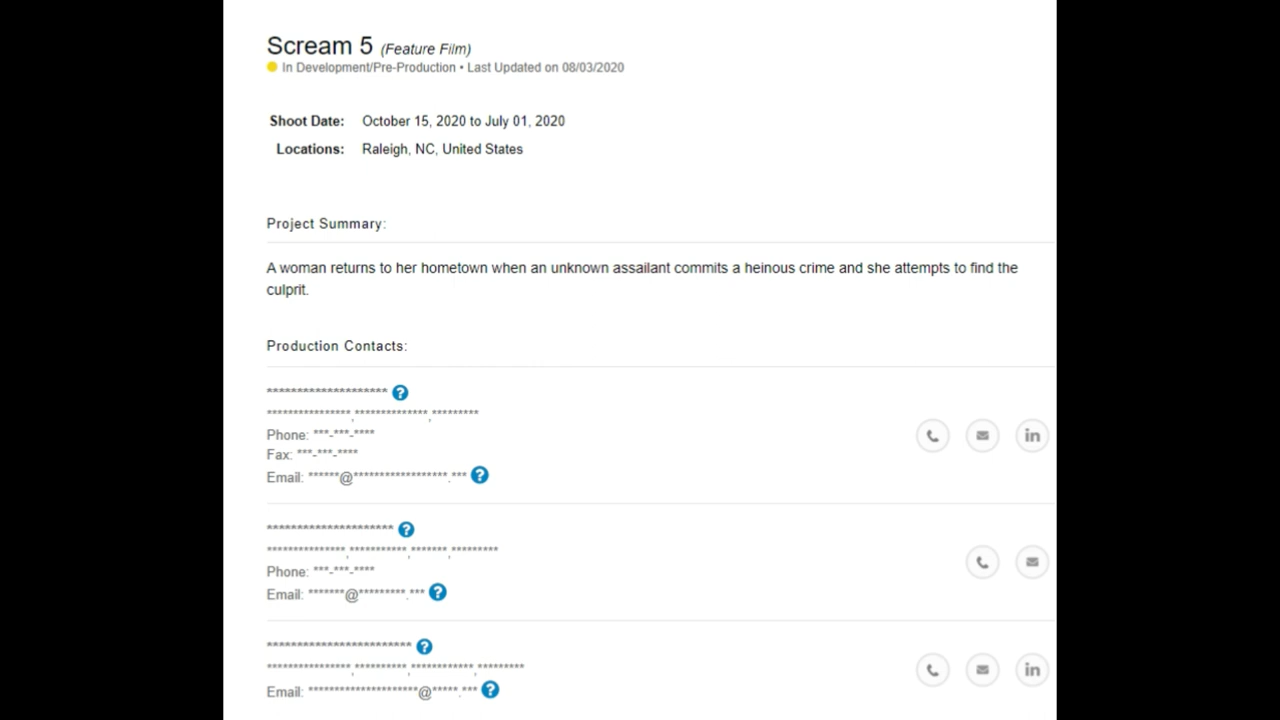 Scream 5 (Feature Film)
In Development/Pre-Production • Last Updated on 08/03/2020
Shoot Date: October 15, 2020 to July 01, 2020
Locations: Raleigh, NC, United States
Project Summary:
A woman returns to her hometown when an unknown assailant commits a heinous crime and she attempts to find the
culprit.
Production Contacts:
******************** ?
****************,**************,*********
Phone: ***-***-****
Fax: ***-***-****
in
Email: ******@******************.*** ?
********************* ?
***************,***********,*******,*********
Phone: ***-***-****
Email: *******@*********.*** ?
************************ ?
****************,**********,************,*********
in
Email: *********************@*****.*** ?